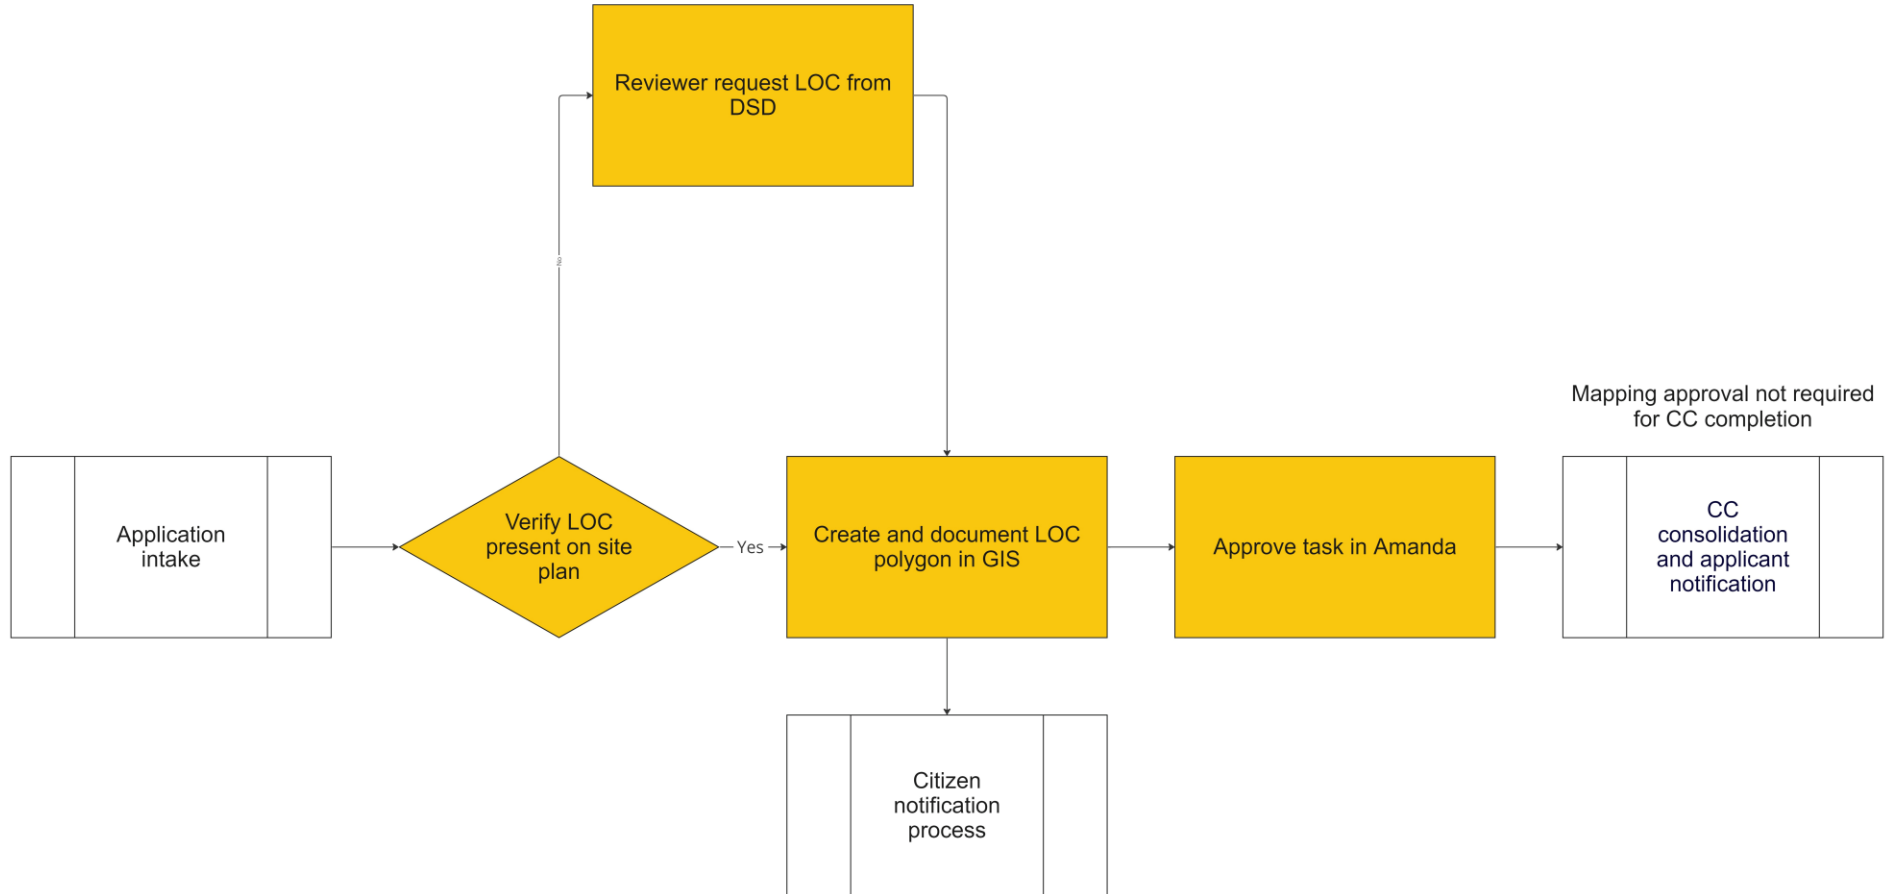 Reviewer request LOC from
DSD
No
Mapping approval not required
for CC completion
Application
intake
Verify LOC
present on site
plan
Yes
Create and document LOC
polygon in GIS
Approve task in Amanda
CC
consolidation
and applicant
notification
Citizen
notification
process